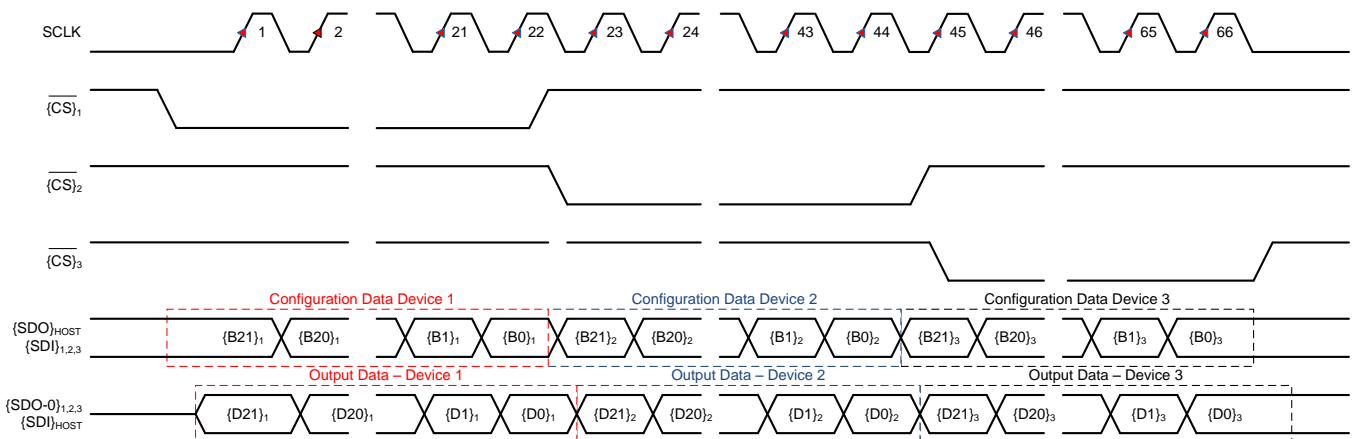 SCLK 1 2 21 22 23 24 43 44 45 46 65 66
{CS}1
{CS}2
{CS}3
Configuration Data Device 1 Configuration Data Device 2 Configuration Data Device 3
{SDO}HOST
{SDI}1,2,3
{B21}1 {B20}1 {B1}1 {B0}1 {B21}2 {B20}2 {B1}2 {B0}2 {B21}3 {B20}3 {B1}3 {B0}3
Output Data – Device 1 Output Data – Device 2 Output Data – Device 3
{SDO-0}1,2,3
{SDI}HOST
{D21}1 {D20}1 {D1}1 {D0}1 {D21}2 {D20}2 {D1}2 {D0}2 {D21}3 {D20}3 {D1}3 {D0}3